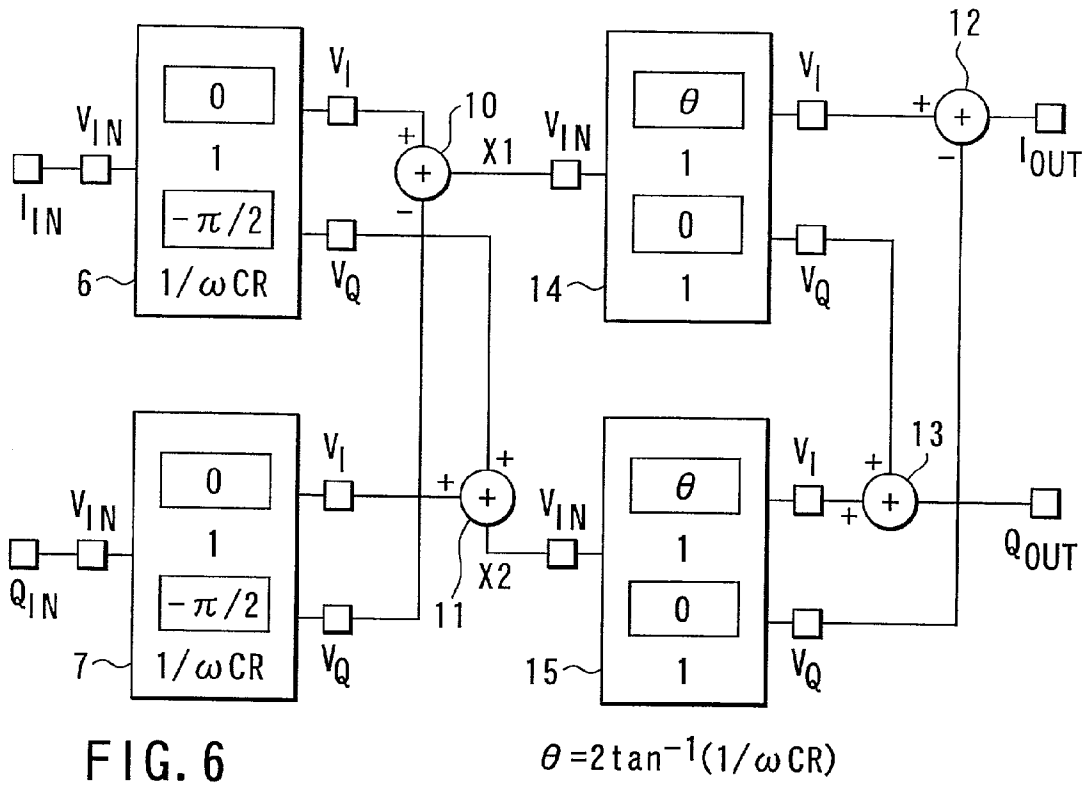 12
0
V_I
10
θ
V_I
V_IN
+
X1
V_IN
+
+
+
1
1
I_IN
-
-
I_OUT
-π/2
0
6
1/ωCR
V_Q
14
1
V_Q
13
0
V_I
+
θ
V_I
+
V_IN
+
+
V_IN
+
+
1
1
Q_IN
X2
Q_OUT
-π/2
11
0
7
1/ωCR
V_Q
15
1
V_Q
FIG. 6
θ=2tan⁻¹(1/ωCR)